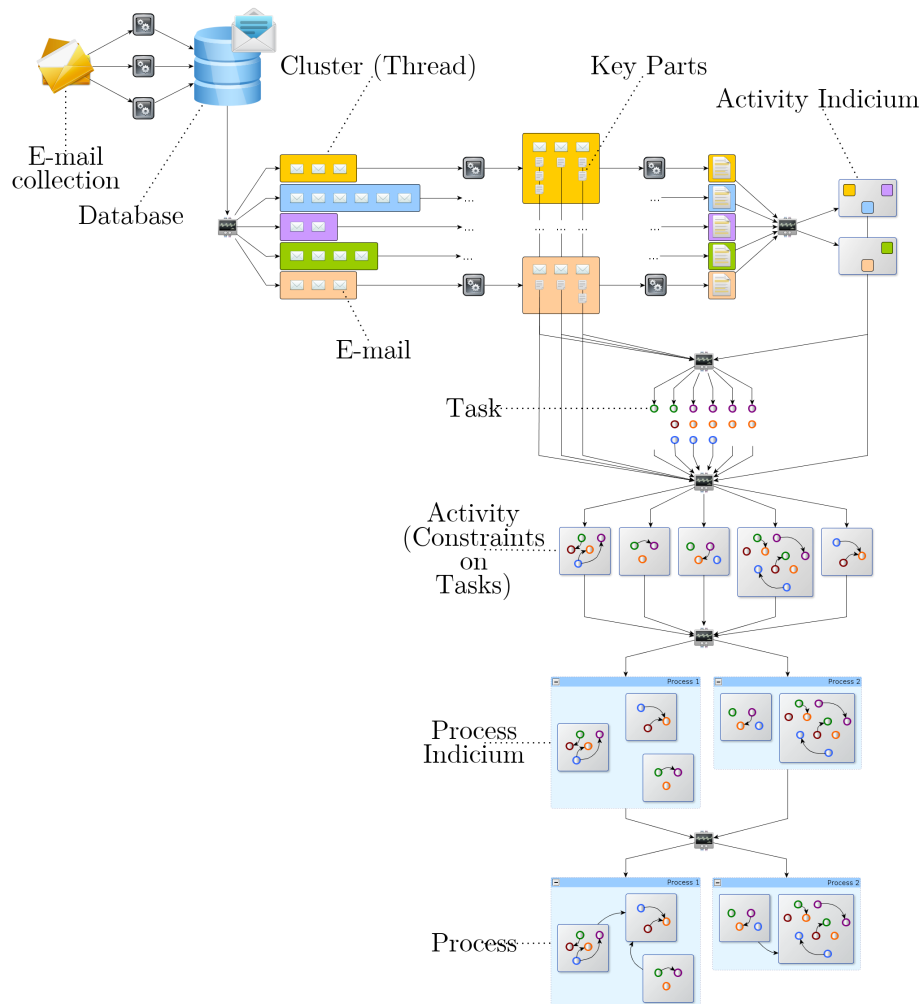 Cluster (Thread)
Key Parts
Activity Indicium
E-mail
collection
Database
...
...
...
...
...
...
...
...
...
E-mail
Task
Activity
(Constraints
on
Tasks)
Process 1
Process 2
Process
Indicium
Process 1
Process 2
Process